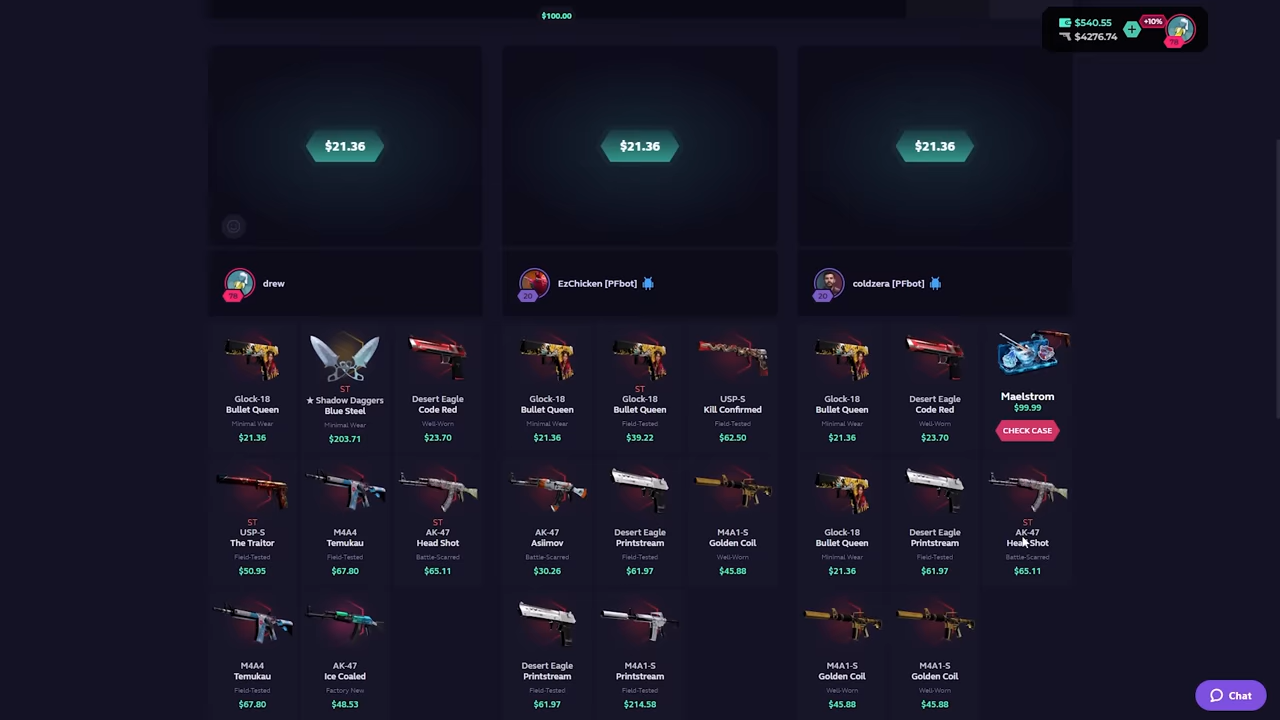 $100.00
$540.55
+10%
$4276.74
78
$21.36
$21.36
$21.36
drew
78
EzChicken [PFbot]
20
coldzera [PFbot]
20
Glock-18
Bullet Queen
Minimal Wear
$21.36
ST
★ Shadow Daggers
Blue Steel
Minimal Wear
$203.71
Desert Eagle
Code Red
Well-Worn
$23.70
Glock-18
Bullet Queen
Minimal Wear
$21.36
ST
Glock-18
Bullet Queen
Field-Tested
$39.22
USP-S
Kill Confirmed
Field-Tested
$62.50
Glock-18
Bullet Queen
Minimal Wear
$21.36
Desert Eagle
Code Red
Well-Worn
$23.70
Maelstrom
$99.99
CHECK CASE
ST
USP-S
The Traitor
Field-Tested
$50.95
M4A4
Temukau
Field-Tested
$67.80
ST
AK-47
Head Shot
Battle-Scarred
$65.11
AK-47
Asiimov
Battle-Scarred
$30.26
Desert Eagle
Printstream
Field-Tested
$61.97
M4A1-S
Golden Coil
Well-Worn
$45.88
Glock-18
Bullet Queen
Minimal Wear
$21.36
Desert Eagle
Printstream
Field-Tested
$61.97
ST
AK-47
Head Shot
Battle-Scarred
$65.11
M4A4
Temukau
Field-Tested
$67.80
AK-47
Ice Coaled
Factory New
$48.53
Desert Eagle
Printstream
Field-Tested
$61.97
M4A1-S
Printstream
Field-Tested
$214.58
M4A1-S
Golden Coil
Well-Worn
$45.88
M4A1-S
Golden Coil
Well-Worn
$45.88
Chat